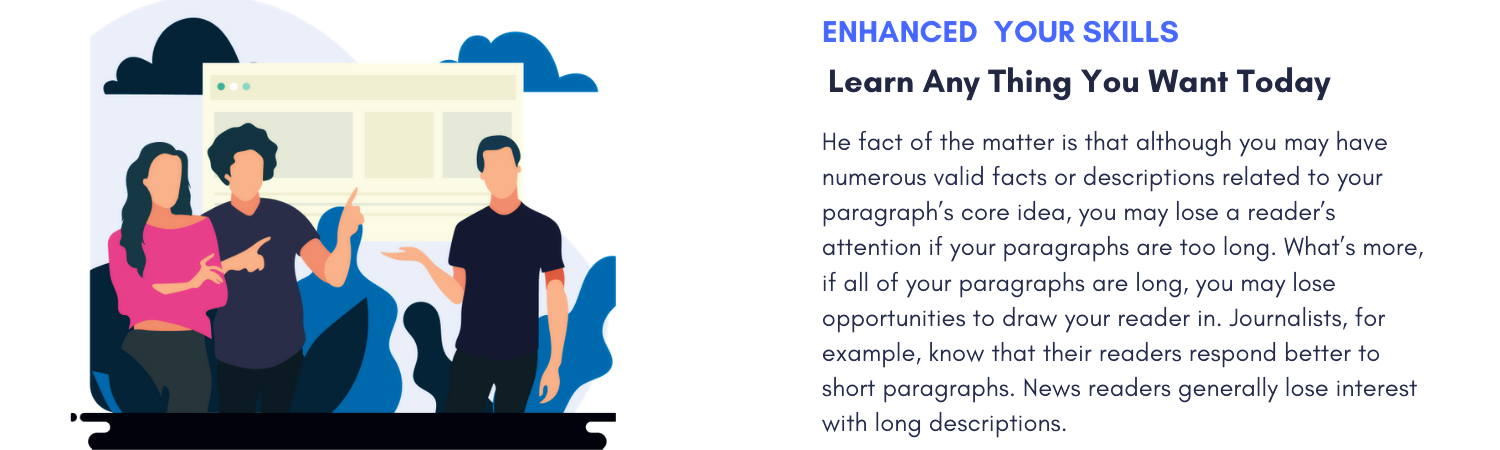 ENHANCED  YOUR SKILLS
Learn Any Thing You Want Today
He fact of the matter is that although you may have
numerous valid facts or descriptions related to your
paragraph's core idea, you may lose a reader's
attention if your paragraphs are too long. What's more,
if all of your paragraphs are long, you may lose
opportunities to draw your reader in. Journalists, for
example, know that their readers respond better to
short paragraphs. News readers generally lose interest
with long descriptions.